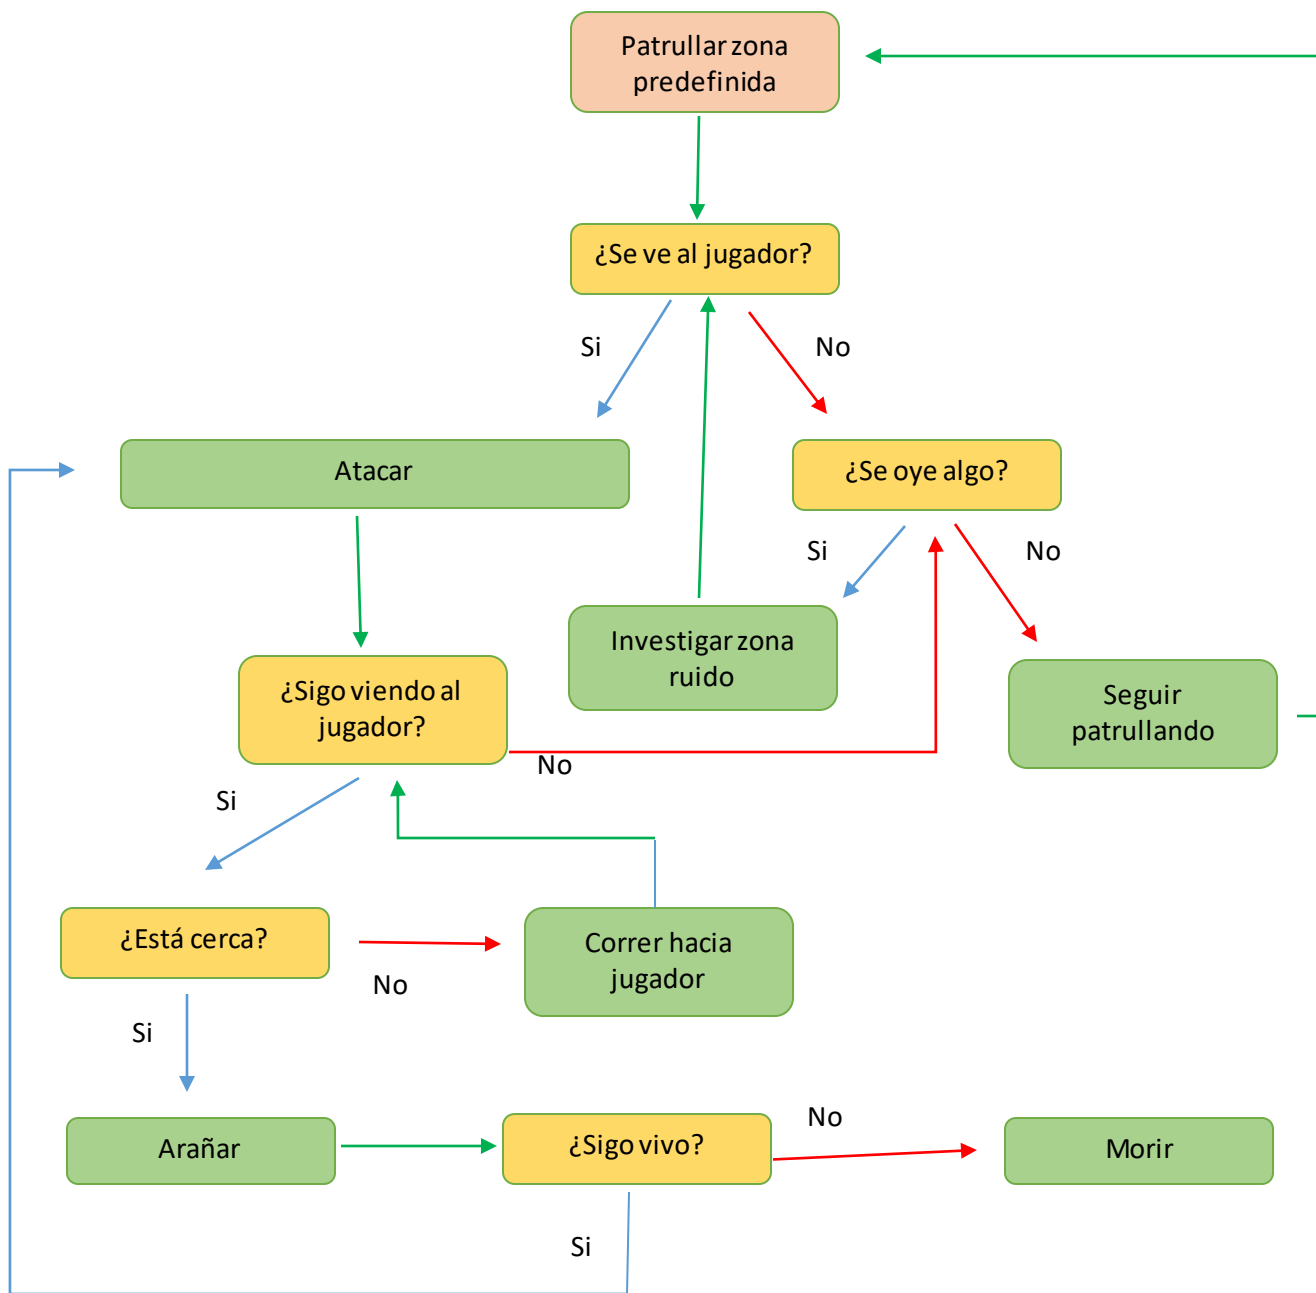 Patrullar zona
predefinida
¿Se ve al jugador?
Si
No
Atacar
¿Se oye algo?
Si
No
Investigar zona
ruido
¿Sigo viendo al
jugador?
Seguir
patrullando
No
Si
¿Está cerca?
No
Correr hacia
jugador
Si
Arañar
¿Sigo vivo?
No
Morir
Si